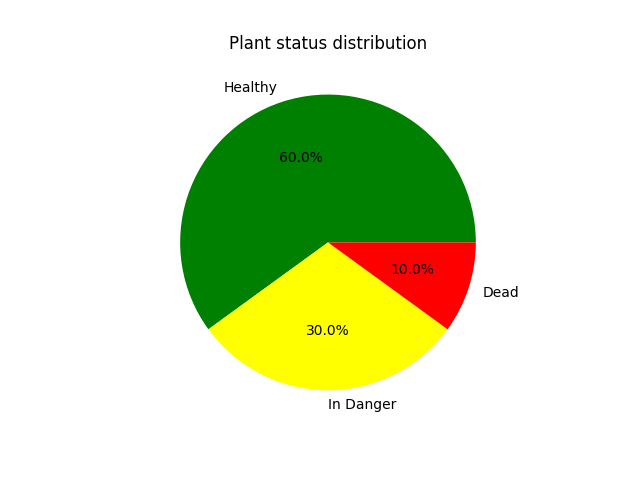 Plant status distribution
Healthy
60.0%
10.0%
Dead
30.0%
In Danger